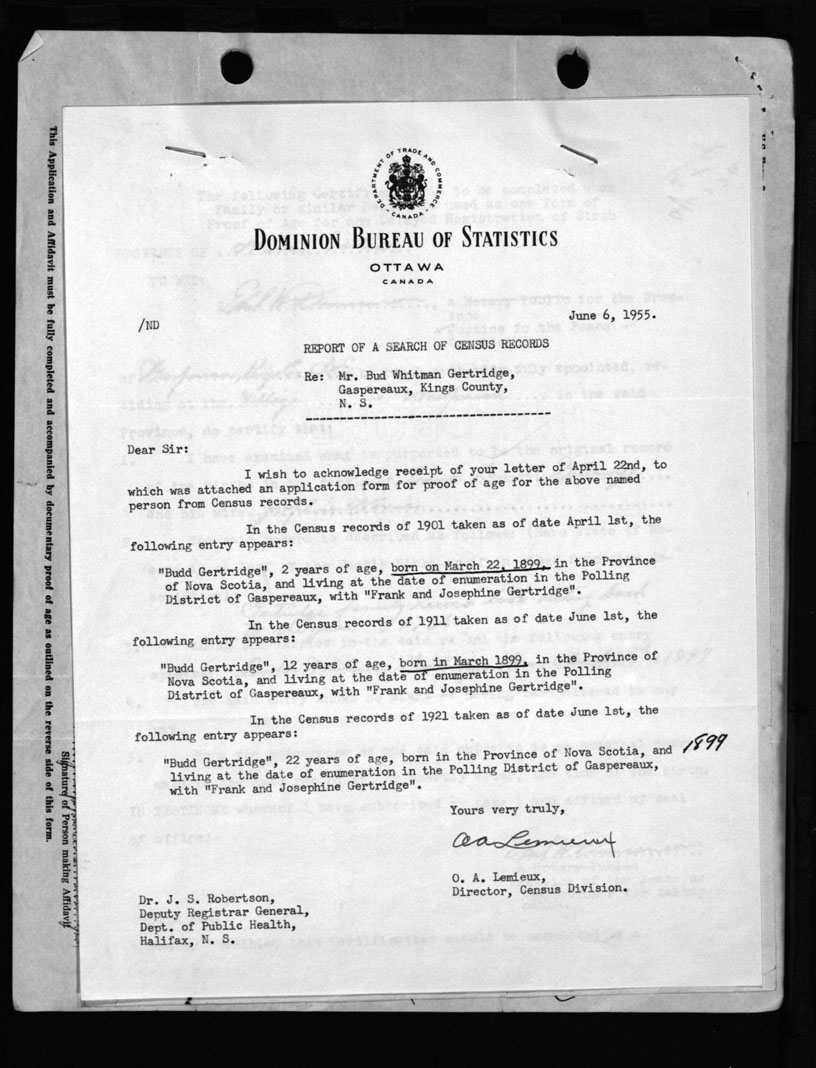 DEPARTMENT OF TRADE AND COMMERCE
CANADA
DOMINION BUREAU OF STATISTICS
OTTAWA
CANADA
/ND
June 6, 1955.
REPORT OF A SEARCH OF CENSUS RECORDS
Re: Mr. Bud Whitman Gertridge,
Gaspereaux, Kings County,
N. S.
Dear Sir:
I wish to acknowledge receipt of your letter of April 22nd, to
which was attached an application form for proof of age for the above named
person from Census records.
In the Census records of 1901 taken as of date April 1st, the
following entry appears:
"Budd Gertridge", 2 years of age, born on March 22, 1899, in the Province
of Nova Scotia, and living at the date of enumeration in the Polling
District of Gaspereaux, with "Frank and Josephine Gertridge".
In the Census records of 1911 taken as of date June 1st, the
following entry appears:
"Budd Gertridge", 12 years of age, born in March 1899, in the Province of
Nova Scotia, and living at the date of enumeration in the Polling
District of Gaspereaux, with "Frank and Josephine Gertridge".
In the Census records of 1921 taken as of date June 1st, the
following entry appears:
"Budd Gertridge", 22 years of age, born in the Province of Nova Scotia, and 1899
living at the date of enumeration in the Polling District of Gaspereaux,
with "Frank and Josephine Gertridge".
Yours very truly,
O A Lemieux
O. A. Lemieux,
Director, Census Division.
Dr. J. S. Robertson,
Deputy Registrar General,
Dept. of Public Health,
Halifax, N. S.
This Application and Affidavit must be fully completed and accompanied by documentary proof of age as outlined on the reverse side of this form.
Signature of Person making Affidavit